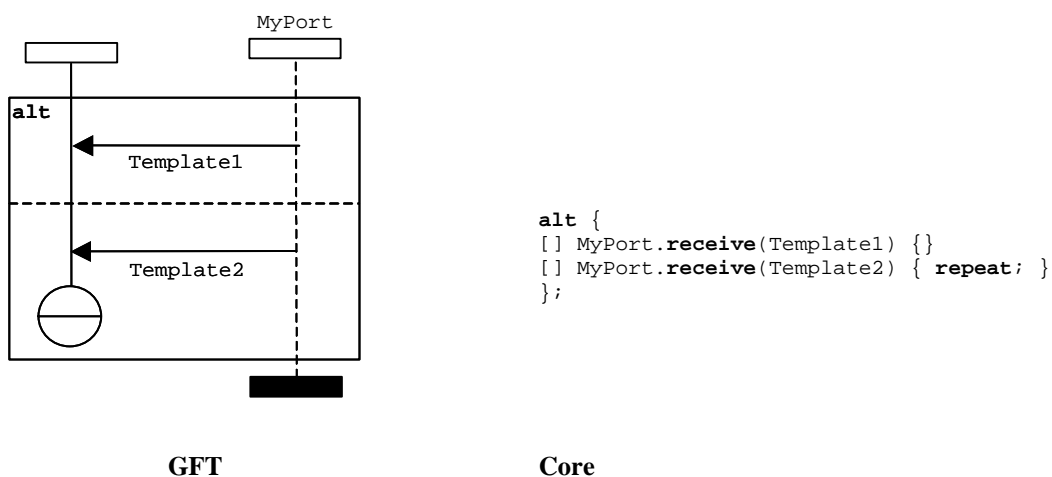 MyPort
alt
Template1
Template2
alt {
[] MyPort.receive(Template1) {}
[] MyPort.receive(Template2) { repeat; }
};
GFT
Core